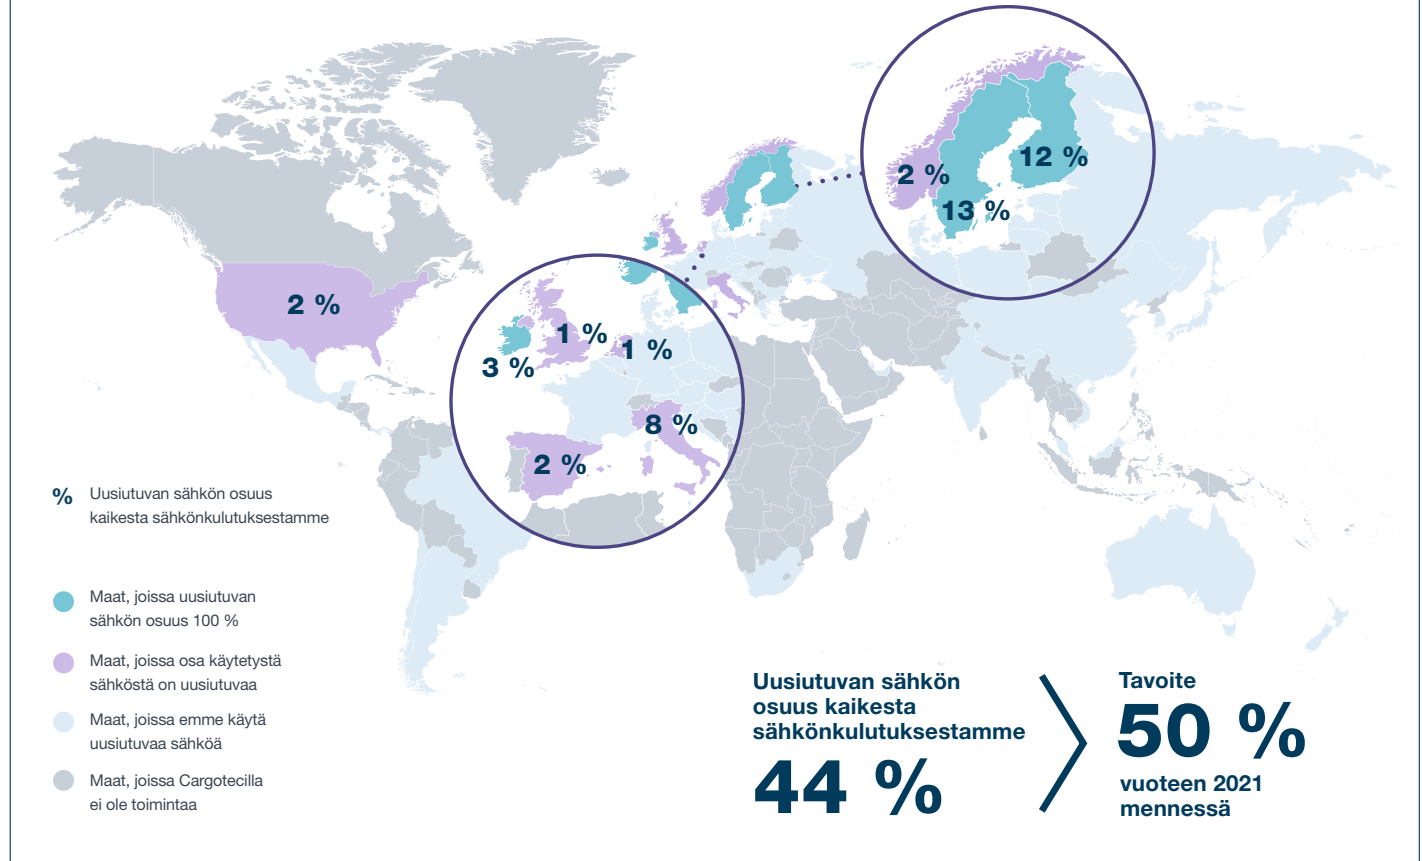 12 %
2 %
13 %
2 %
1 %
1 %
3 %
8 %
2 %
% Uusiutuvan sähkön osuus
kaikesta sähkönkulutuksestamme
Maat, joissa uusiutuvan
sähkön osuus 100 %
Maat, joissa osa käytetystä
sähköstä on uusiutuvaa
Maat, joissa emme käytä
uusiutuvaa sähköä
Maat, joissa Cargotecilla
ei ole toimintaa
Uusiutuvan sähkön
osuus kaikesta
sähkönkulutuksestamme
44 %
Tavoite
50 %
vuoteen 2021
mennessä